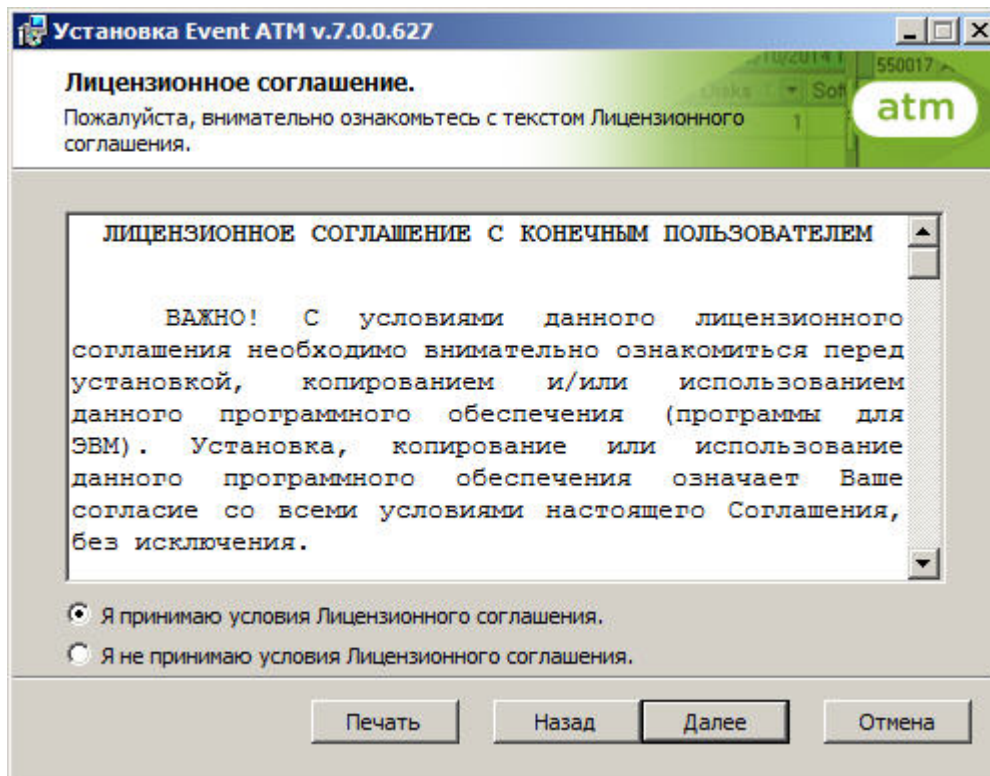 Установка Event ATM v.7.0.0.627
Лицензионное соглашение.
Пожалуйста, внимательно ознакомьтесь с текстом Лицензионного
соглашения.
550017
Sof
1
atm
ЛИЦЕНЗИОННОЕ СОГЛАШЕНИЕ С КОНЕЧНЫМ ПОЛЬЗОВАТЕЛЕМ
ВАЖНО! С условиями данного лицензионного
соглашения необходимо внимательно ознакомиться перед
установкой, копированием и/или использованием
данного программного обеспечения (программы для
ЭВМ). Установка, копирование или использование
данного программного обеспечения означает Ваше
согласие со всеми условиями настоящего Соглашения,
без исключения.
Я принимаю условия Лицензионного соглашения.
Я не принимаю условия Лицензионного соглашения.
Печать Назад Далее Отмена